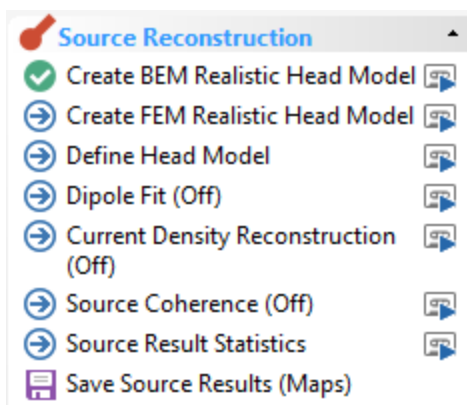 Source Reconstruction
Create BEM Realistic Head Model
Create FEM Realistic Head Model
Define Head Model
Dipole Fit (Off)
Current Density Reconstruction
(Off)
Source Coherence (Off)
Source Result Statistics
Save Source Results (Maps)